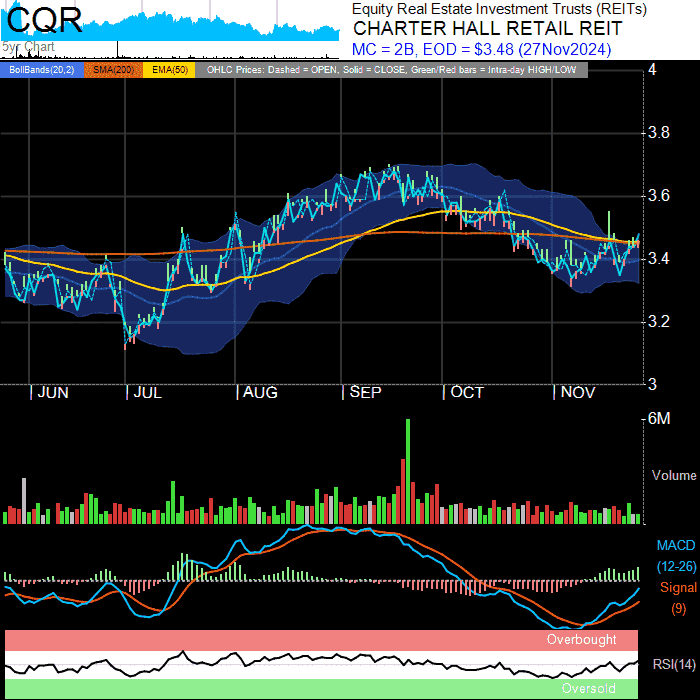 CQR
5yr Chart
Equity Real Estate Investment Trusts (REITs)
CHARTER HALL RETAIL REIT
MC = 2B, EOD = $3.48 (27Nov2024)
BollBands(20,2) SMA(200) EMA(50) OHLC Prices: Dashed = OPEN, Solid = CLOSE, Green/Red bars = Intra-day HIGH/LOW
4
3.8
3.6
3.4
3.2
3
| JUN | JUL | AUG | SEP | OCT | NOV
6M
Volume
MACD
(12-26)
Signal
(9)
Overbought
RSI(14)
Oversold